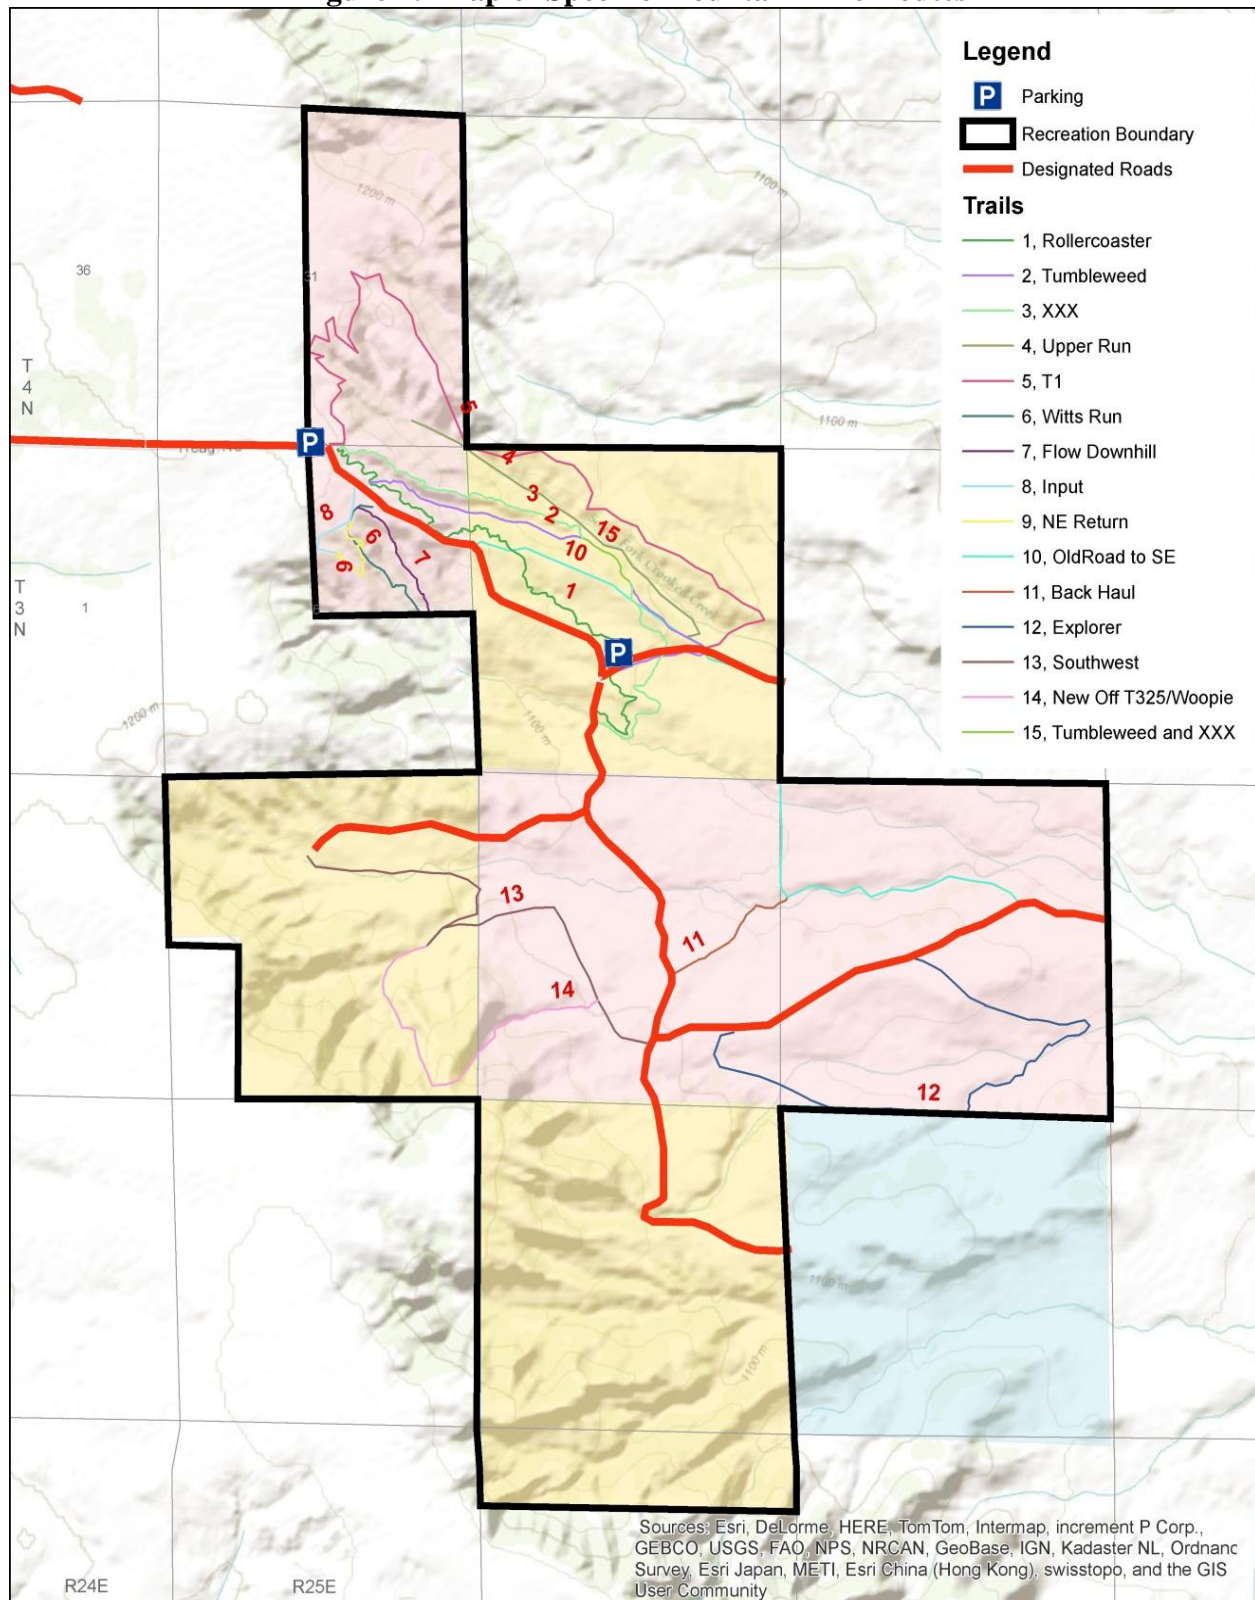 Legend
P Parking
Recreation Boundary
Designated Roads
Trails
1, Rollercoaster
2, Tumbleweed
3, XXX
4, Upper Run
5, T1
6, Witts Run
7, Flow Downhill
8, Input
9, NE Return
10, OldRoad to SE
11, Back Haul
12, Explorer
13, Southwest
14, New Off T325/Woopie
15, Tumbleweed and XXX
1100 m
1200 m
36
31
T
4
N
5
1100 m
P
4
3
2
15
8
6
7
10
9
1
Crooked Creek
T
3
N
1
6
P
1200 m
1100 m
13
11
14
12
1100 m
1100 m
R24E
R25E
Sources: Esri, DeLorme, HERE, TomTom, Intermap, increment P Corp.,
GEBCO, USGS, FAO, NPS, NRCAN, GeoBase, IGN, Kadaster NL, Ordnanc
Survey, Esri Japan, METI, Esri China (Hong Kong), swisstopo, and the GIS
User Community